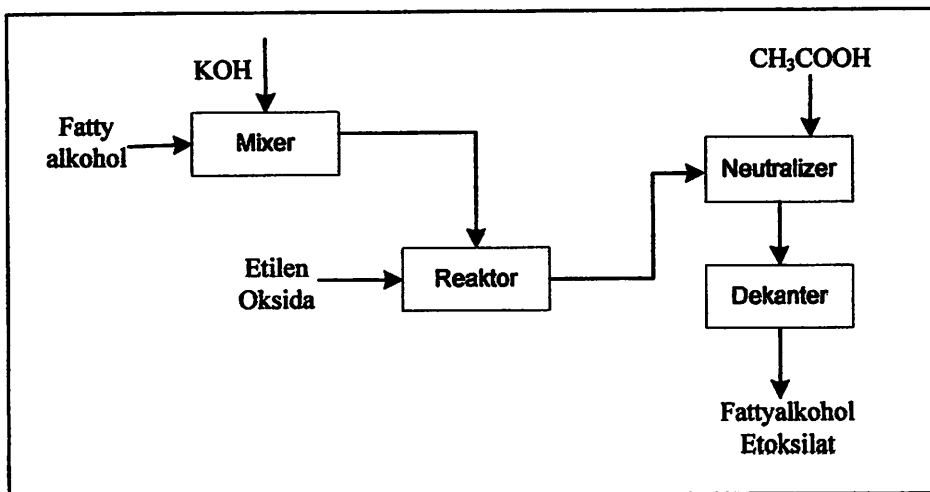 KOH
Fatty
alkohol
Mixer
Etilen
Oksida
Reaktor
CH₃COOH
Neutralizer
Dekanter
Fattyalkohol
Etoksilat